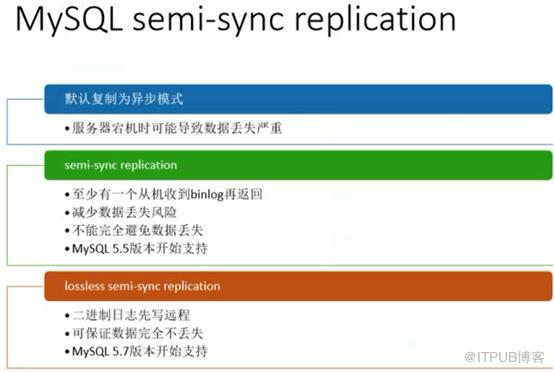 MySQL semi-sync replication
默认复制为异步模式
• 服务器宕机时可能导致数据丢失严重
semi-sync replication
• 至少有一个从机收到binlog再返回
• 减少数据丢失风险
• 不能完全避免数据丢失
• MySQL 5.5版本开始支持
lossless semi-sync replication
• 二进制日志先写远程
• 可保证数据完全不丢失
• MySQL 5.7版本开始支持
@ITPUB博客